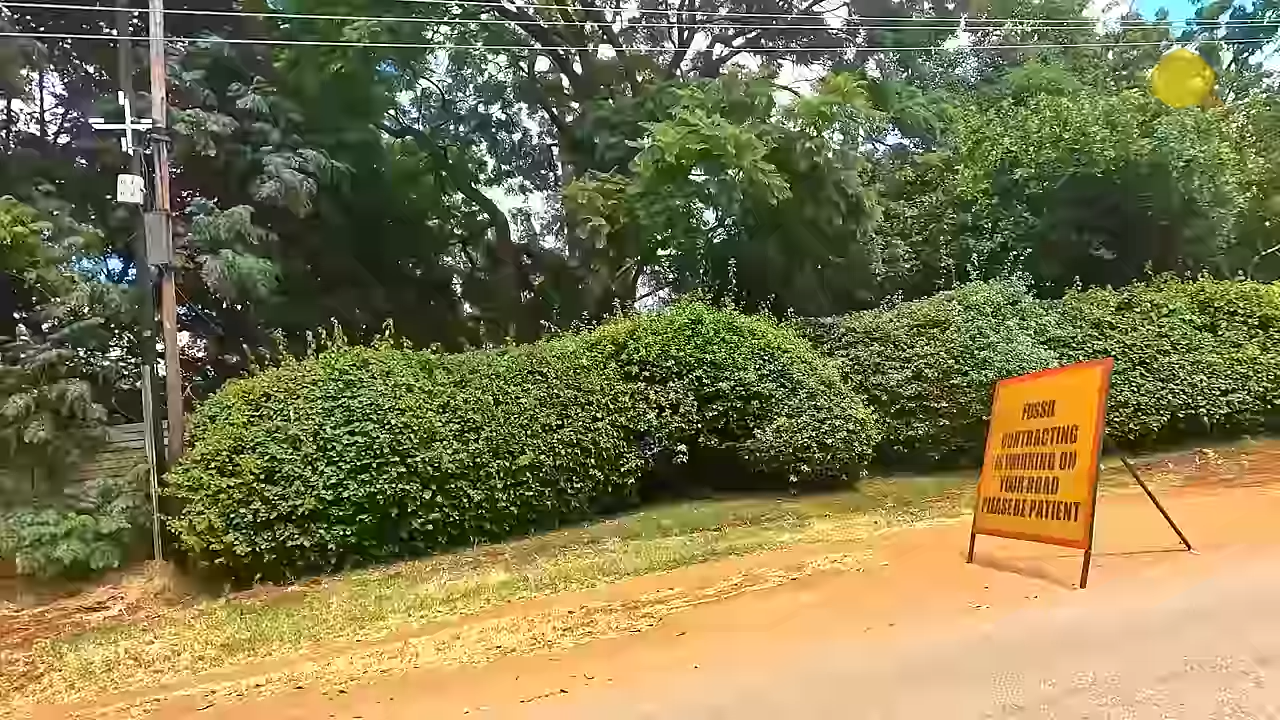 FOSSIL
CONTRACTING
IS WORKING ON
YOUR ROAD
PLEASE BE PATIENT